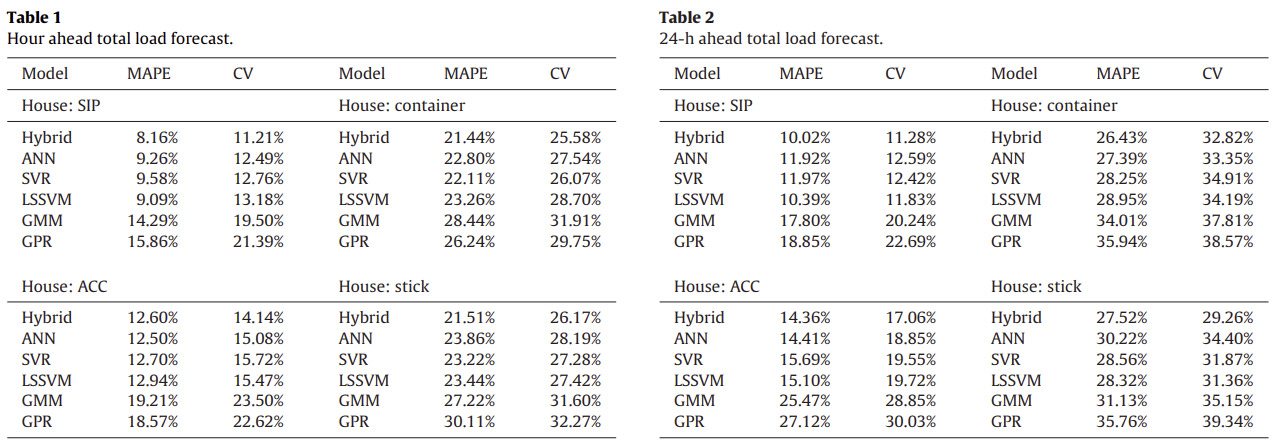 Table 1
Hour ahead total load forecast.
Model MAPE CV Model MAPE CV
House: SIP House: container
Hybrid 8.16% 11.21% Hybrid 21.44% 25.58%
ANN 9.26% 12.49% ANN 22.80% 27.54%
SVR 9.58% 12.76% SVR 22.11% 26.07%
LSSVM 9.09% 13.18% LSSVM 23.26% 28.70%
GMM 14.29% 19.50% GMM 28.44% 31.91%
GPR 15.86% 21.39% GPR 26.24% 29.75%
House: ACC House: stick
Hybrid 12.60% 14.14% Hybrid 21.51% 26.17%
ANN 12.50% 15.08% ANN 23.86% 28.19%
SVR 12.70% 15.72% SVR 23.22% 27.28%
LSSVM 12.94% 15.47% LSSVM 23.44% 27.42%
GMM 19.21% 23.50% GMM 27.22% 31.60%
GPR 18.57% 22.62% GPR 30.11% 32.27%
Table 2
24-h ahead total load forecast.
Model MAPE CV Model MAPE CV
House: SIP House: container
Hybrid 10.02% 11.28% Hybrid 26.43% 32.82%
ANN 11.92% 12.59% ANN 27.39% 33.35%
SVR 11.97% 12.42% SVR 28.25% 34.91%
LSSVM 10.39% 11.83% LSSVM 28.95% 34.19%
GMM 17.80% 20.24% GMM 34.01% 37.81%
GPR 18.85% 22.69% GPR 35.94% 38.57%
House: ACC House: stick
Hybrid 14.36% 17.06% Hybrid 27.52% 29.26%
ANN 14.41% 18.85% ANN 30.22% 34.40%
SVR 15.69% 19.55% SVR 28.56% 31.87%
LSSVM 15.10% 19.72% LSSVM 28.32% 31.36%
GMM 25.47% 28.85% GMM 31.13% 35.15%
GPR 27.12% 30.03% GPR 35.76% 39.34%